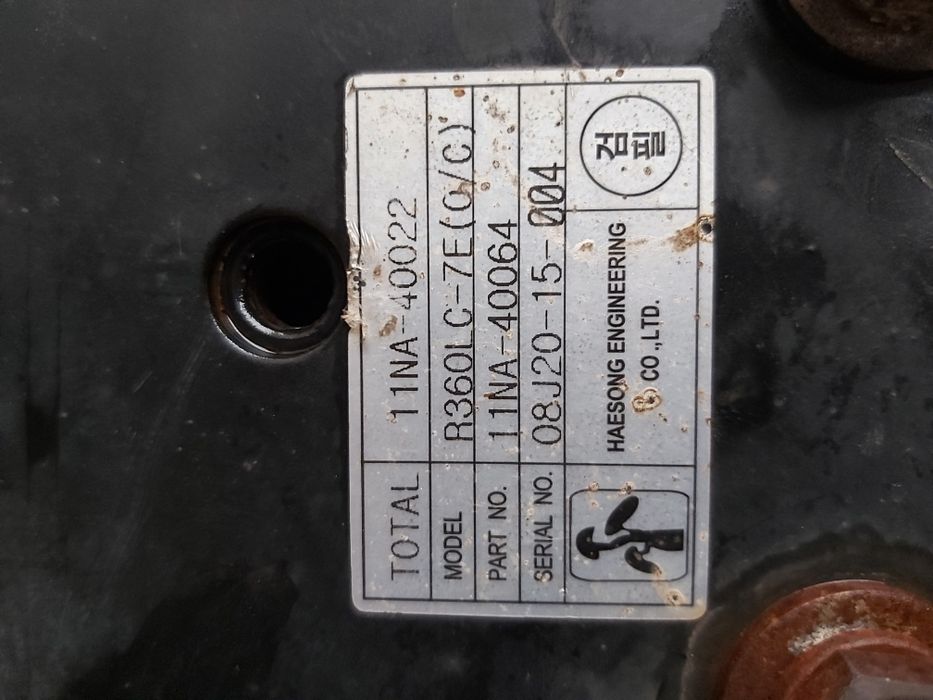 TOTAL 11NA-40022
MODEL R360LC-7E(O/C)
PART NO. 11NA-40064
SERIAL NO. 08J20-15-004
HAESONG ENGINEERING
CO.,LTD.
검
필